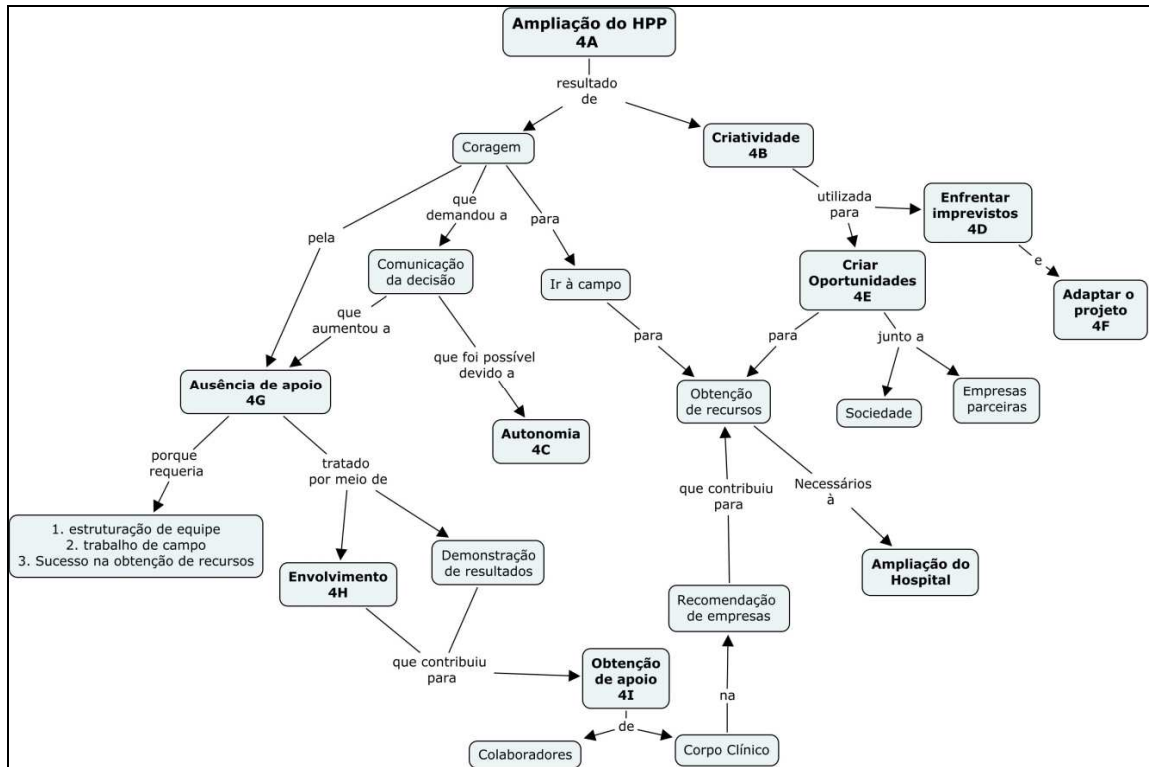 Ampliação do HPP
4A
resultado
de
Coragem
Criatividade
4B
que
demandou a
para
pela
utilizada
para
Enfrentar
imprevistos
4D
e
Adaptar o
projeto
4F
Comunicação
da decisão
Ir à campo
Criar
Oportunidades
4E
que
aumentou a
que foi possível
devido a
para
para
junto a
Ausência de apoio
4G
Autonomia
4C
Obtenção
de recursos
Sociedade
Empresas
parceiras
porque
requeria
tratado
por meio de
que contribuiu
para
Necessários
à
1. estruturação de equipe
2. trabalho de campo
3. Sucesso na obtenção de recursos
Envolvimento
4H
Demonstração
de resultados
Ampliação do
Hospital
Recomendação
de empresas
que contribuiu
para
Obtenção
de apoio
4I
na
de
Colaboradores
Corpo Clínico